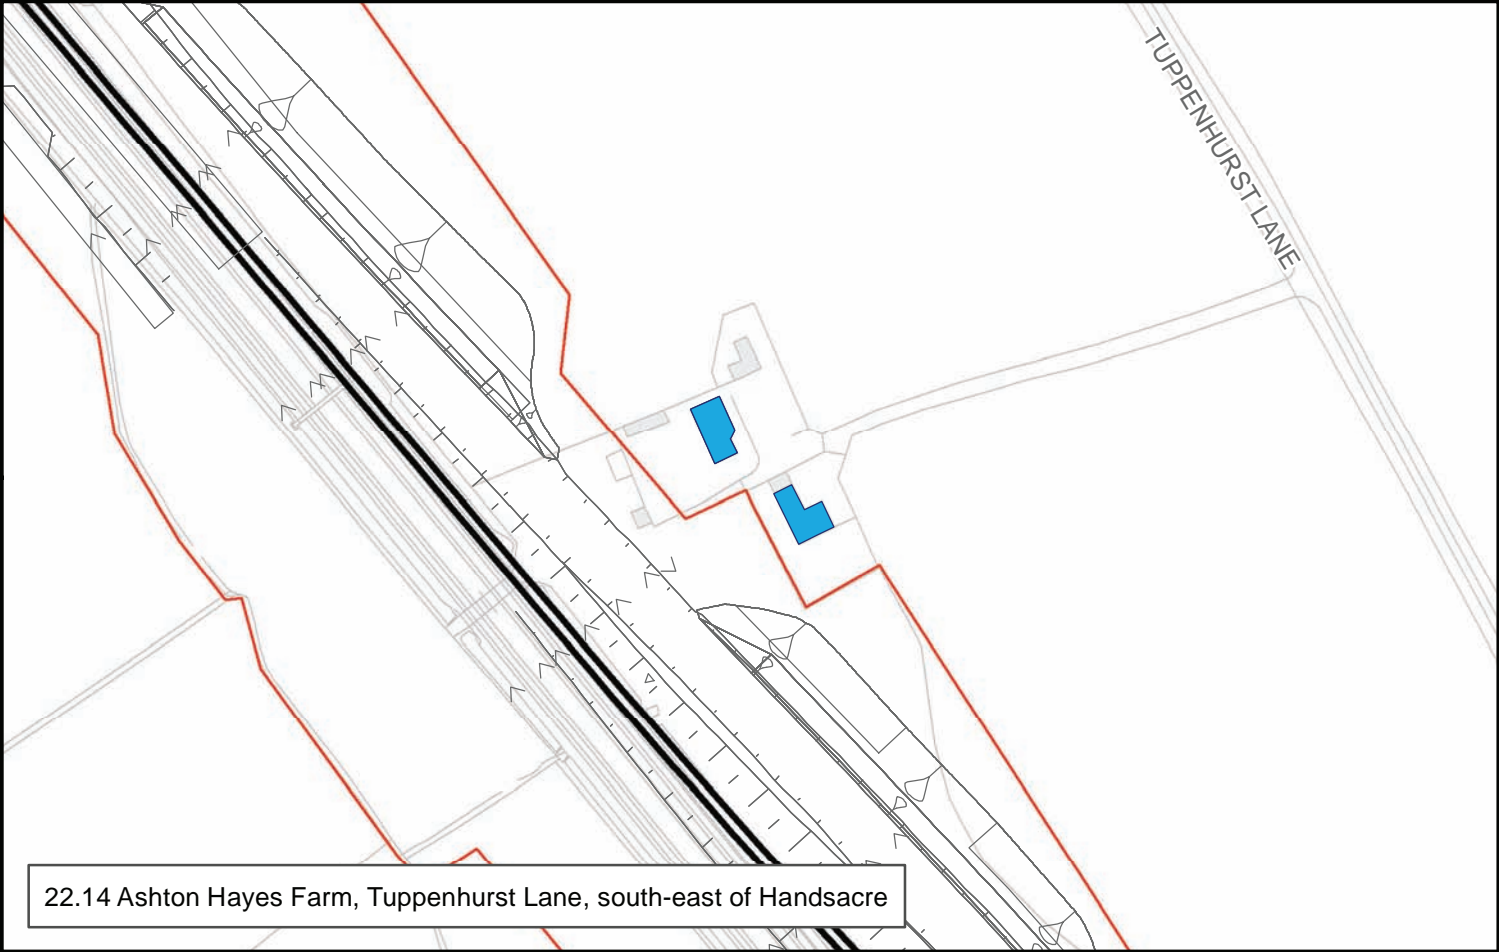 TUPPENHURST LANE
22.14 Ashton Hayes Farm, Tuppenhurst Lane, south-east of Handsacre